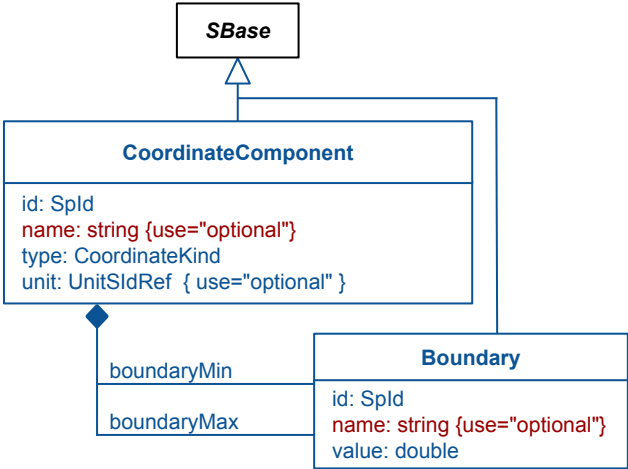 SBase
CoordinateComponent
id: SpId
name: string {use="optional"}
type: CoordinateKind
unit: UnitSIdRef { use="optional" }
boundaryMin
boundaryMax
Boundary
id: SpId
name: string {use="optional"}
value: double